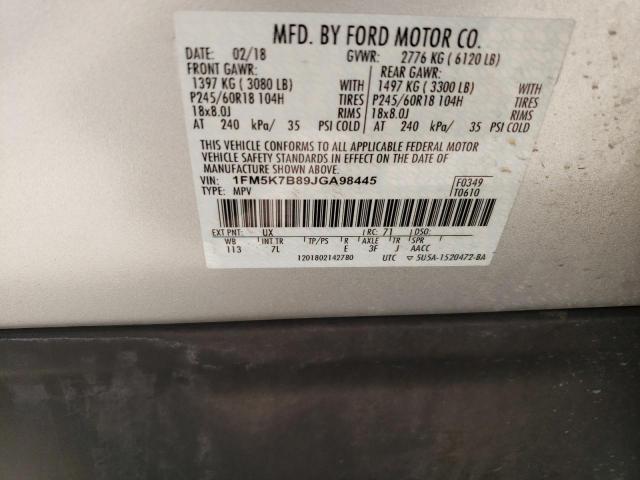 MFD. BY FORD MOTOR CO.
DATE: 02/18 GVWR: 2776 KG ( 6120 LB)
FRONT GAWR: REAR GAWR:
1397 KG ( 3080 LB) WITH 1497 KG ( 3300 LB) WITH
P245/60R18 104H TIRES P245/60R18 104H TIRES
18x8.0J RIMS 18x8.0J RIMS
AT 240 kPa/ 35 PSI COLD AT 240 kPa/ 35 PSI COLD
THIS VEHICLE CONFORMS TO ALL APPLICABLE FEDERAL MOTOR
VEHICLE SAFETY STANDARDS IN EFFECT ON THE DATE OF
MANUFACTURE SHOWN ABOVE.
VIN: 1FM5K7B89JGA98445 F0349
TYPE: MPV T0610
EXT PNT: UX RC: 71 DSO:
WB INT TR TP/PS R AXLE TR SPR
113 7L E 3F J AACC
1201802142780 UTC ▽ 5U5A-1520472-BA